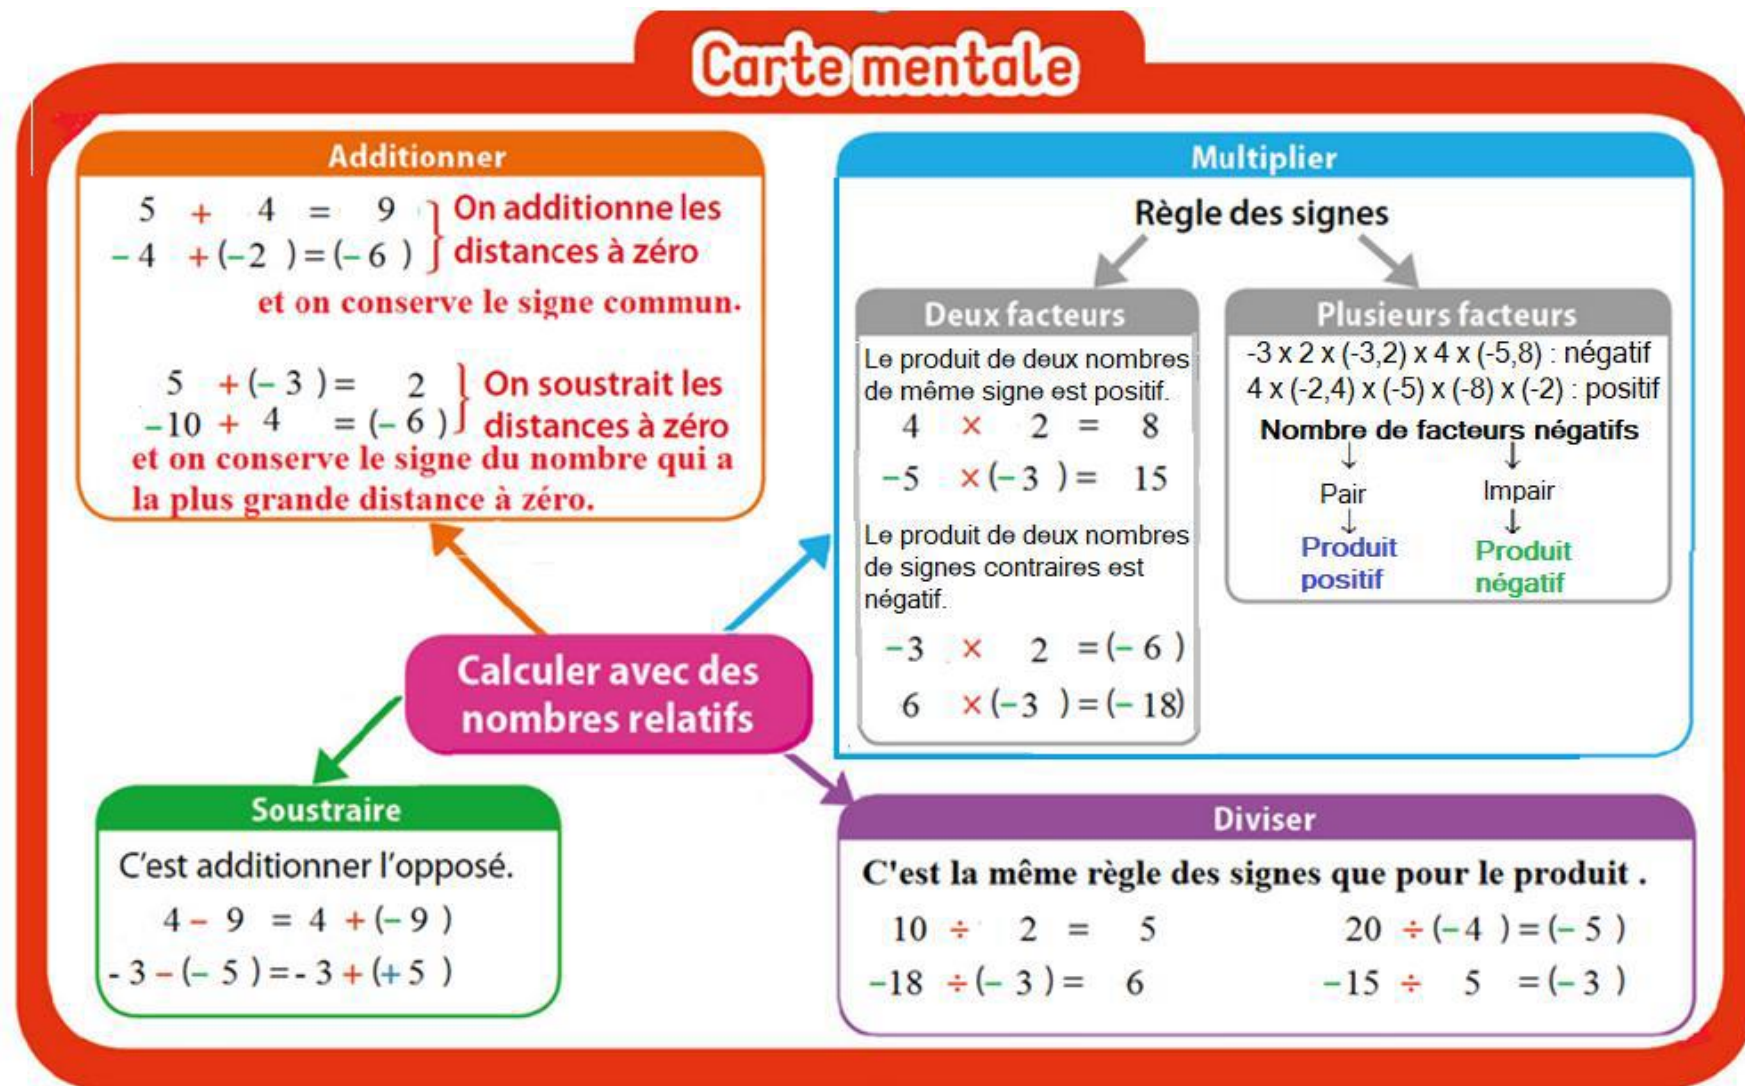 Carte mentale
Additionner
5 + 4 = 9
- 4 + (- 2 ) = (- 6 )
On additionne les
distances à zéro
et on conserve le signe commun.
5 + (- 3 ) = 2
- 10 + 4 = (- 6 )
On soustrait les
distances à zéro
et on conserve le signe du nombre qui a
la plus grande distance à zéro.
Multiplier
Règle des signes
Deux facteurs
Le produit de deux nombres
de même signe est positif.
4 × 2 = 8
-5 × (- 3 ) = 15
Le produit de deux nombres
de signes contraires est
négatif.
-3 × 2 = (- 6 )
6 × (- 3 ) = (- 18)
Plusieurs facteurs
-3 x 2 x (-3,2) x 4 x (-5,8) : négatif
4 x (-2,4) x (-5) x (-8) x (-2) : positif
Nombre de facteurs négatifs
↓ ↓
Pair Impair
↓ ↓
Produit
positif
Produit
négatif
Calculer avec des
nombres relatifs
Soustraire
C'est additionner l'opposé.
4 - 9 = 4 + (- 9 )
- 3 - (- 5 ) = - 3 + (+ 5 )
Diviser
C'est la même règle des signes que pour le produit .
10 ÷ 2 = 5 20 ÷ (- 4 ) = (- 5 )
-18 ÷ (- 3 ) = 6 -15 ÷ 5 = (- 3 )